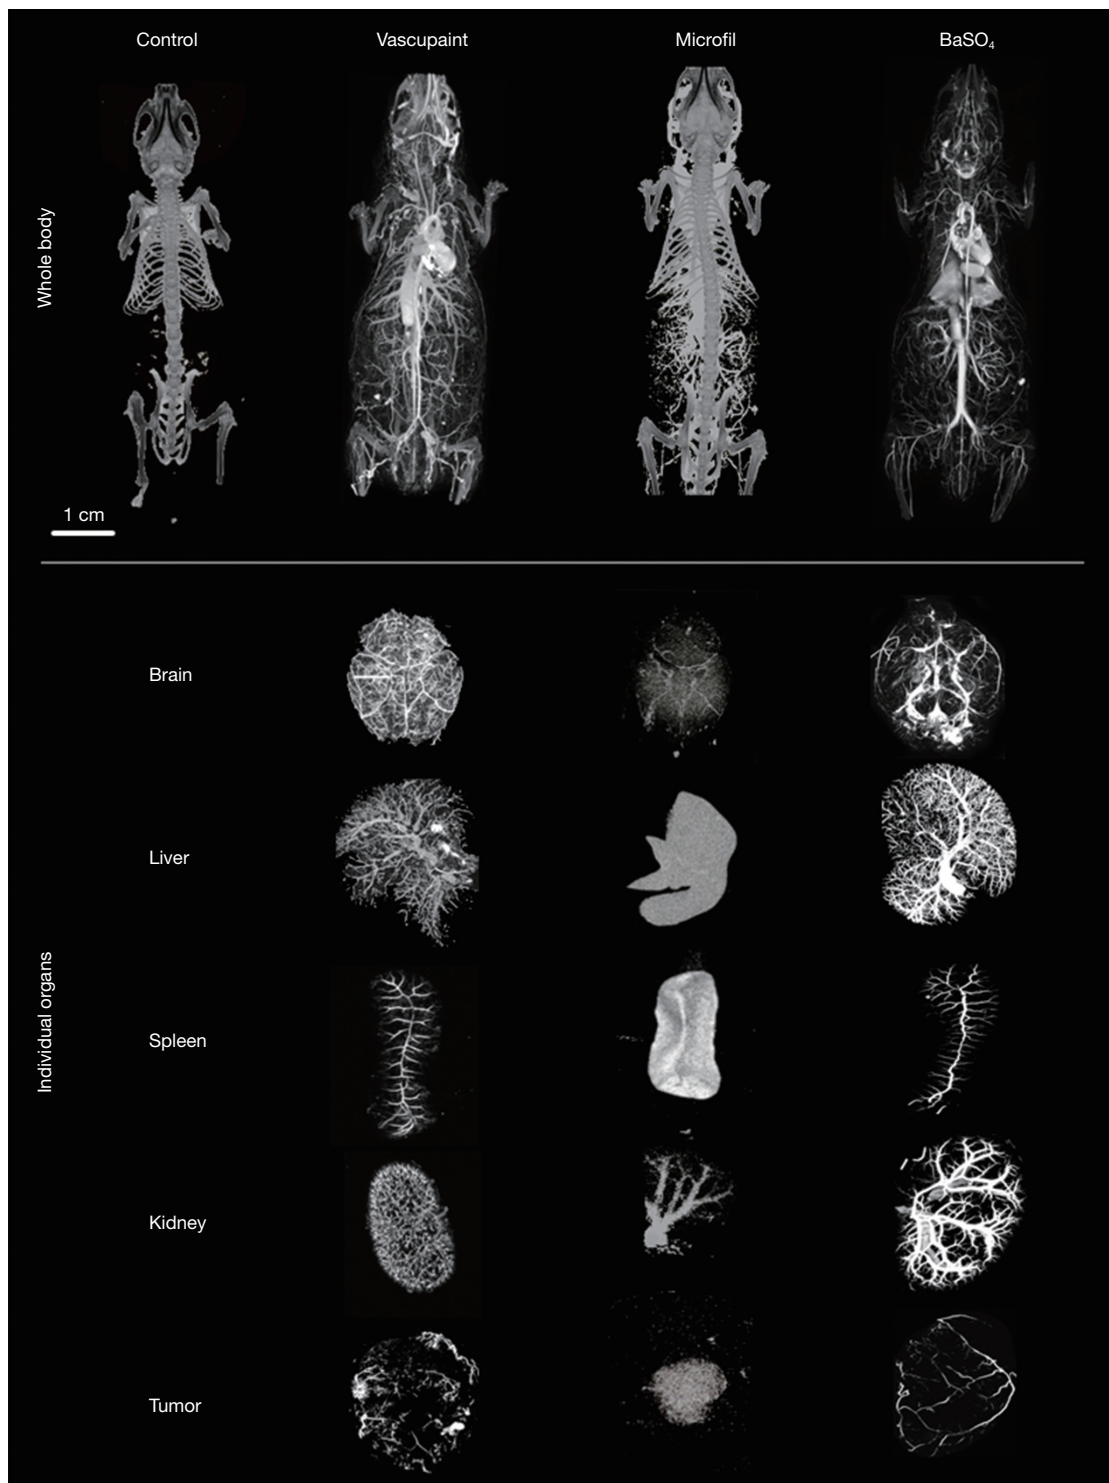 Control
Vascupaint
Microfil
BaSO₄
Whole body
1 cm
Individual organs
Brain
Liver
Spleen
Kidney
Tumor